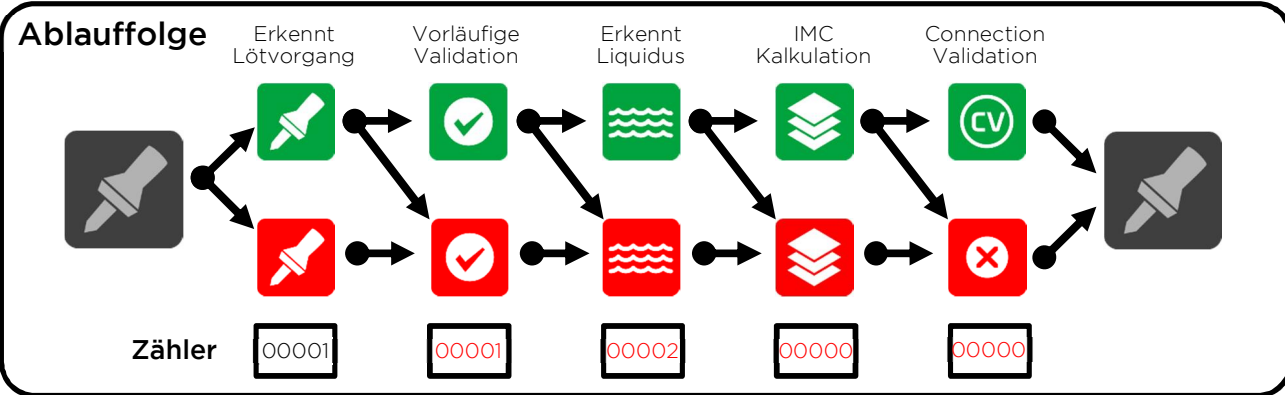 Ablauffolge
Erkennt
Lötvorgang
Vorläufige
Validation
Erkennt
Liquidus
IMC
Kalkulation
Connection
Validation
CV
Zähler
00001
00001
00002
00000
00000